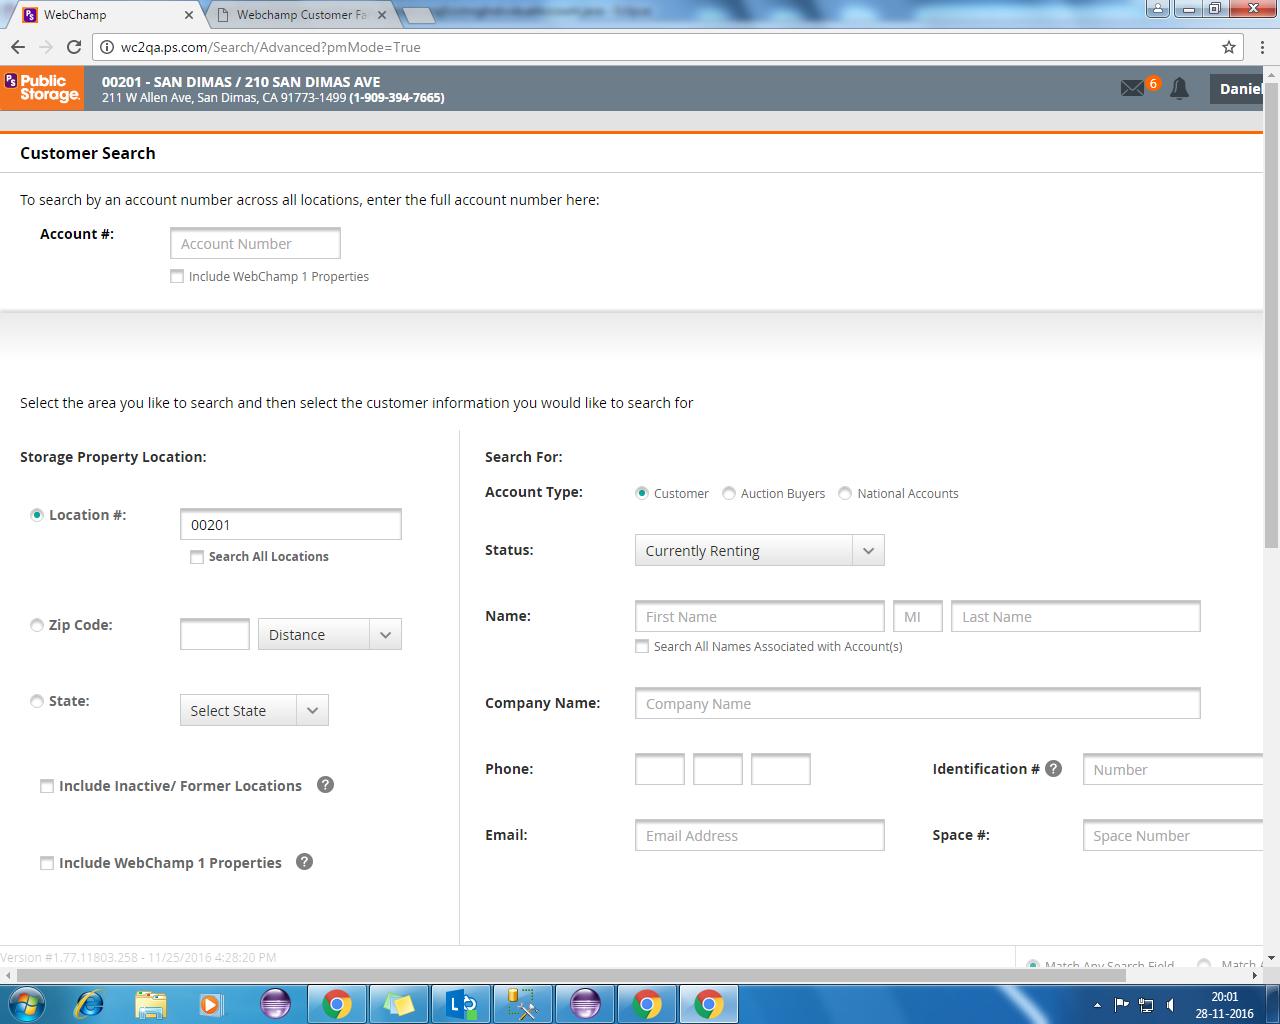 WebChamp
Webchamp Customer Fa
wc2qa.ps.com/Search/Advanced?pmMode=True
Public Storage.
00201 - SAN DIMAS / 210 SAN DIMAS AVE
211 W Allen Ave, San Dimas, CA 91773-1499 (1-909-394-7665)
6
Daniel
Customer Search
To search by an account number across all locations, enter the full account number here:
Account #:
Account Number
Include WebChamp 1 Properties
Select the area you like to search and then select the customer information you would like to search for
Storage Property Location:
Location #:
00201
Search All Locations
Zip Code:
Distance
State:
Select State
Include Inactive/ Former Locations ?
Include WebChamp 1 Properties ?
Search For:
Account Type:
Customer
Auction Buyers
National Accounts
Status:
Currently Renting
Name:
First Name
MI
Last Name
Search All Names Associated with Account(s)
Company Name:
Company Name
Phone:
Identification # ?
Number
Email:
Email Address
Space #:
Space Number
Version #1.77.11803.258 - 11/25/2016 4:28:20 PM
Match Any Search Field
Match
20:01
28-11-2016